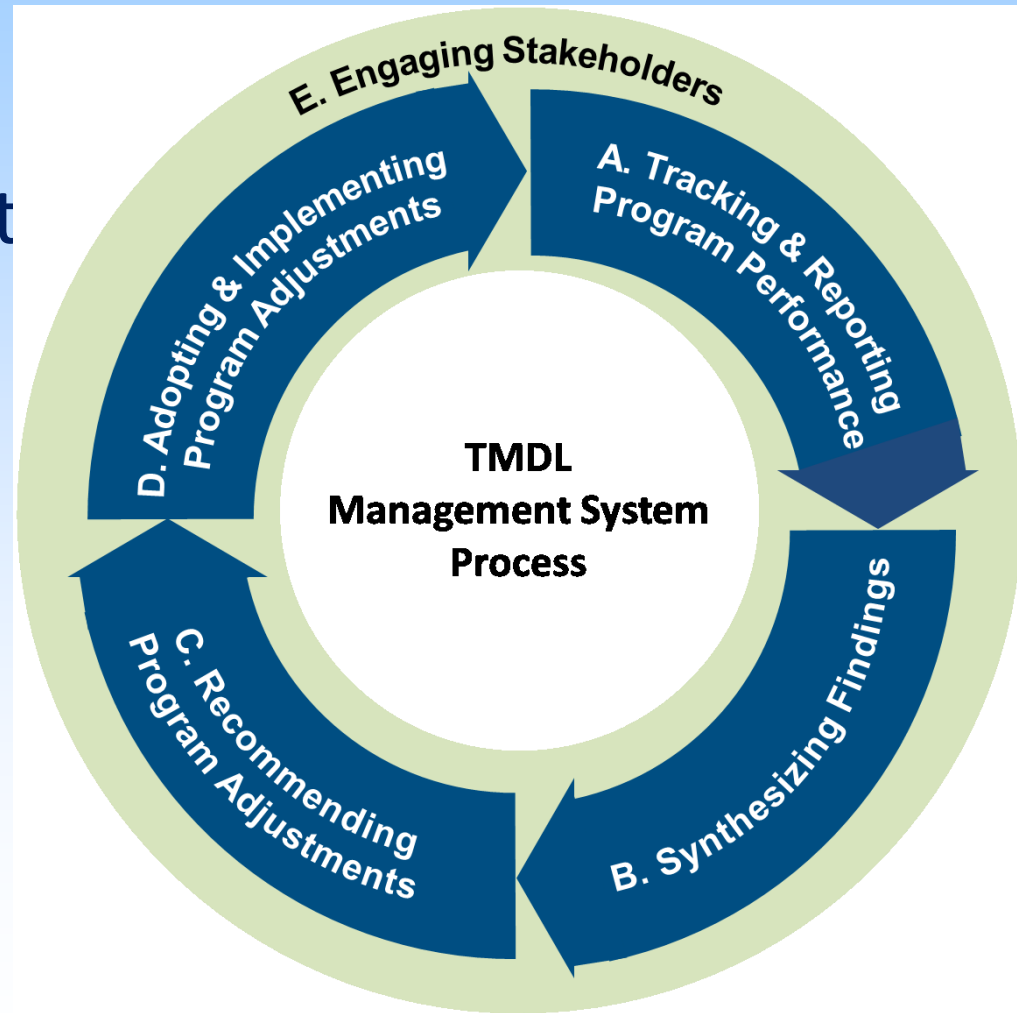 E. Engaging Stakeholders
A. Tracking & Reporting
Program Performance
B. Synthesizing Findings
C. Recommending
Program Adjustments
D. Adopting & Implementing
Program Adjustments
TMDL
Management System
Process
t